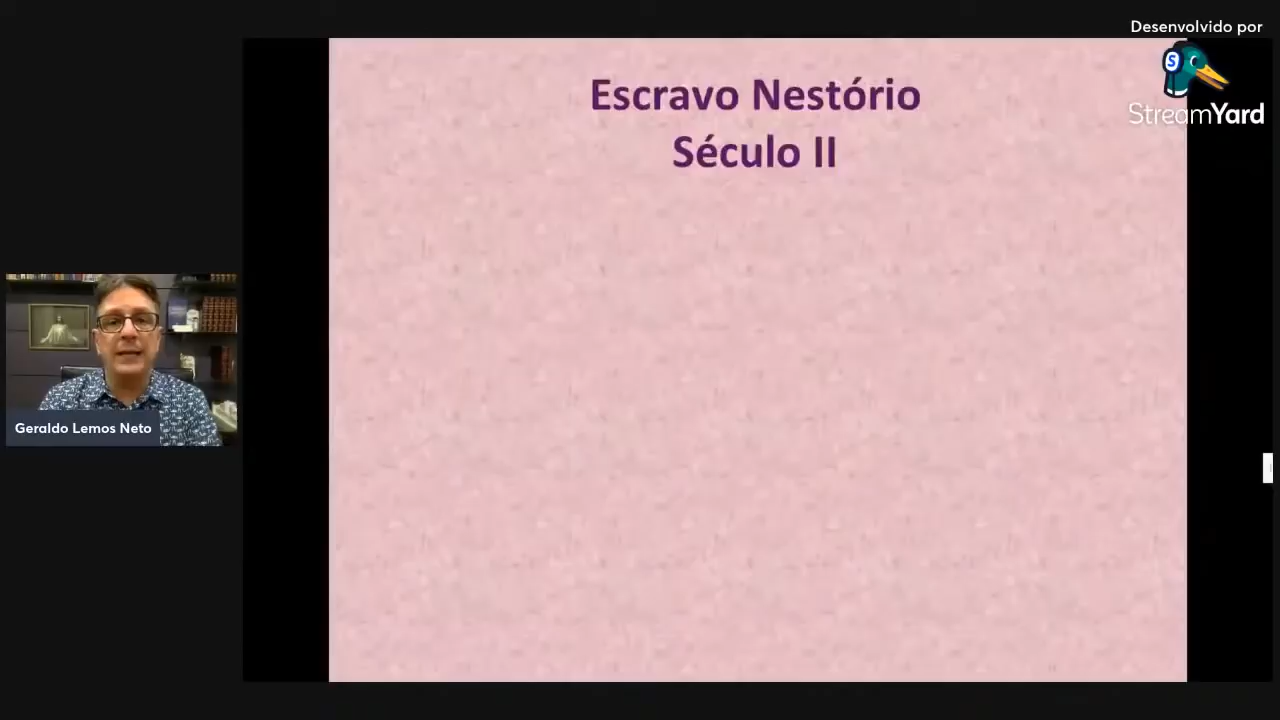 Desenvolvido por
StreamYard
Escravo Nestório
Século II
Geraldo Lemos Neto